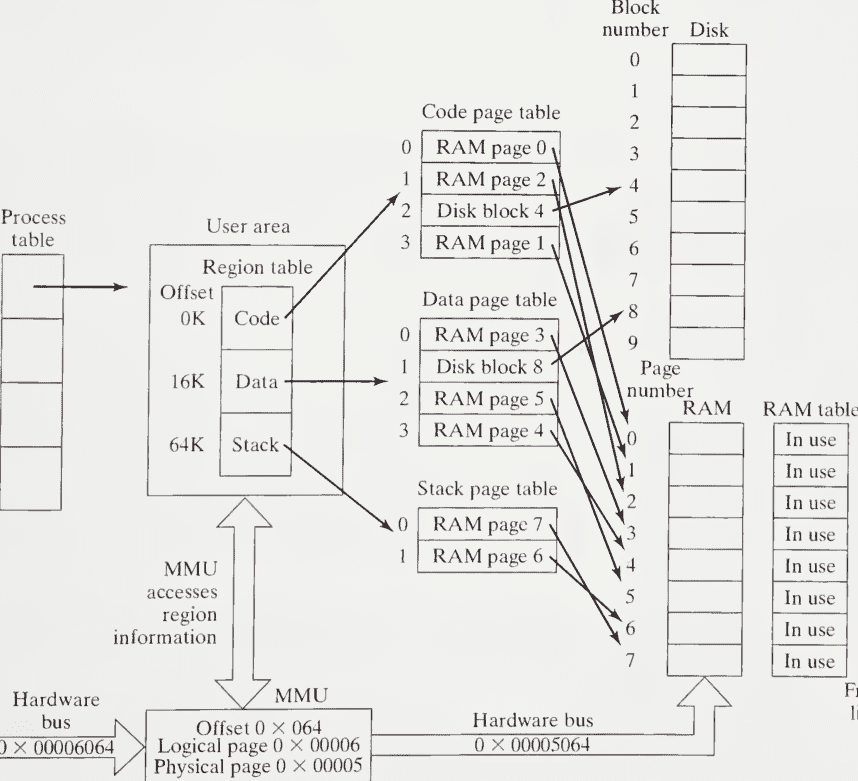 Block
number Disk
0
1
2
3
4
5
6
7
8
9
Code page table
0 RAM page 0
1 RAM page 2
2 Disk block 4
3 RAM page 1
Process
table
User area
Region table
Offset
0K Code
16K Data
64K Stack
Data page table
0 RAM page 3
1 Disk block 8
2 RAM page 5
3 RAM page 4
Page
number
RAM RAM table
0 In use
1 In use
2 In use
3 In use
4 In use
5 In use
6 In use
7 In use
Stack page table
0 RAM page 7
1 RAM page 6
MMU
accesses
region
information
Hardware
bus
0 × 00006064
MMU
Offset 0 × 064
Logical page 0 × 00006
Physical page 0 × 00005
Hardware bus
0 × 00005064